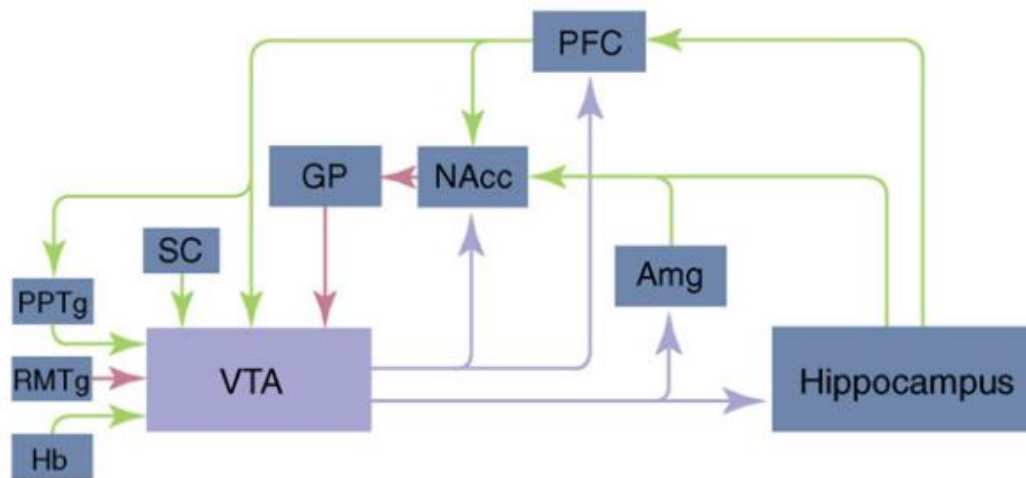 PFC
GP
NAcc
SC
Amg
PPTg
RMTg
VTA
Hippocampus
Hb